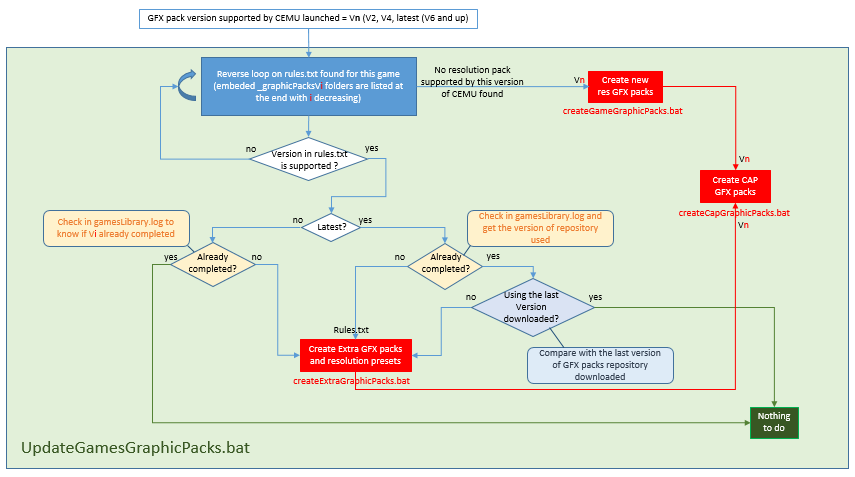 GFX pack version supported by CEMU launched = Vn (V2, V4, latest (V6 and up)
Reverse loop on rules.txt found for this game
(embeded _graphicPacksV folders are listed at
the end with i decreasing)
No resolution pack
supported by this version
of CEMU found
Vn
Create new
res GFX packs
createGameGraphicPacks.bat
no
Version in rules.txt
is supported ?
yes
Vn
Create CAP
GFX packs
createCapGraphicPacks.bat
Vn
Check in gamesLibrary.log to
know if Vi already completed
no
Latest?
yes
Check in gamesLibrary.log and
get the version of repository
used
yes
Already
completed?
no
no
Already
completed?
yes
no
Using the last
Version
downloaded?
yes
Rules.txt
Create Extra GFX packs
and resolution presets
createExtraGraphicPacks.bat
Compare with the last version
of GFX packs repository
downloaded
Nothing
to do
UpdateGamesGraphicPacks.bat